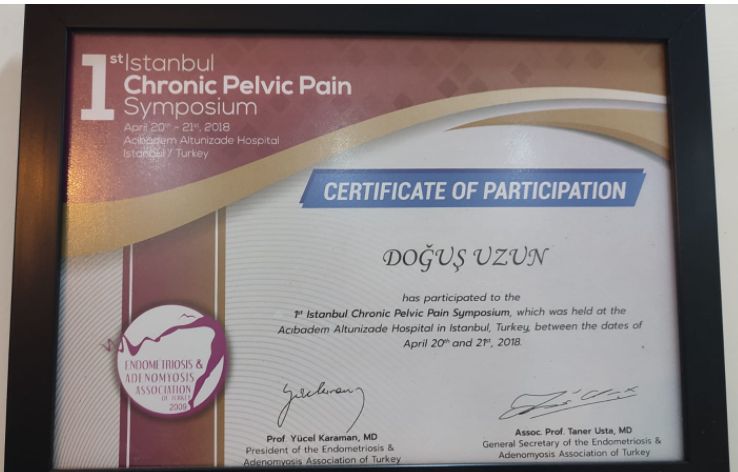 1st Istanbul
Chronic Pelvic Pain
Symposium
April 20th - 21st, 2018
Acıbadem Altunizade Hospital
Istanbul / Turkey
CERTIFICATE OF PARTICIPATION
DOĞUŞ UZUN
has participated to the
1st Istanbul Chronic Pelvic Pain Symposium, which was held at the
Acıbadem Altunizade Hospital in Istanbul, Turkey, between the dates of
April 20th and 21st, 2018.
ENDOMETRIOSIS &
ADENOMYOSIS
ASSOCIATION
OF TURKEY
2009
Prof. Yücel Karaman, MD
President of the Endometriosis &
Adenomyosis Association of Turkey
Assoc. Prof. Taner Usta, MD
General Secretary of the Endometriosis &
Adenomyosis Association of Turkey